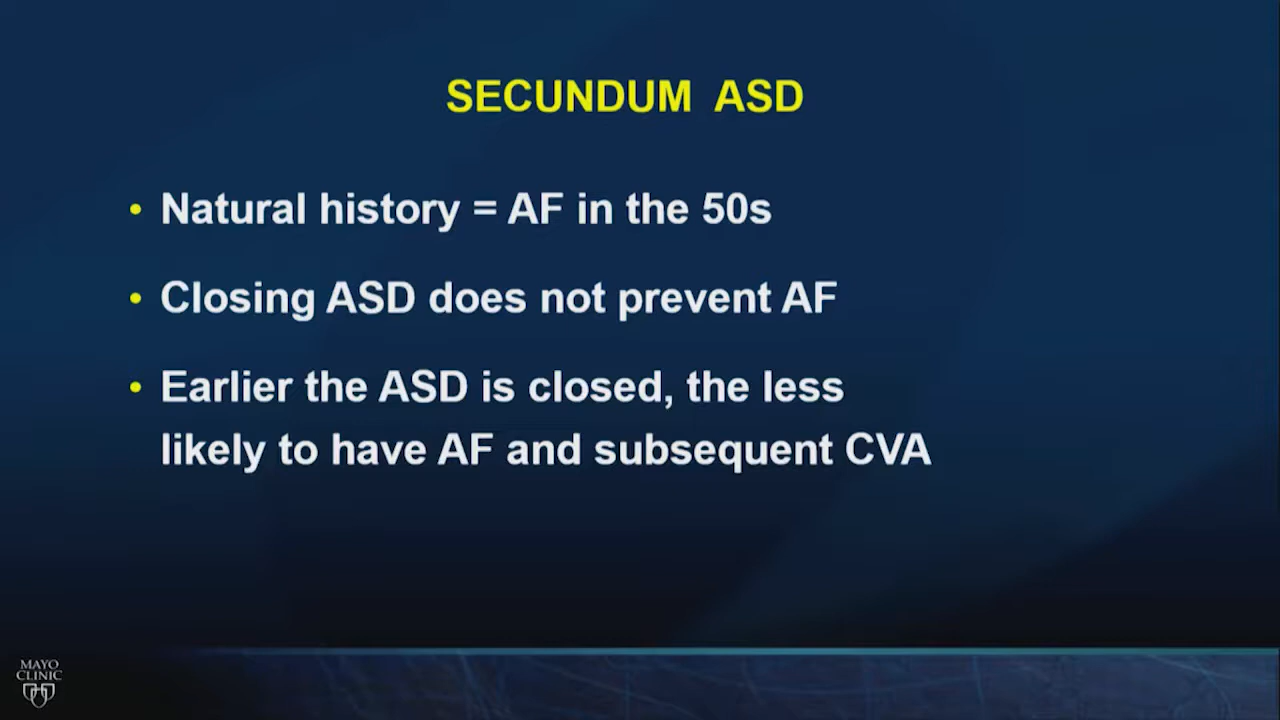 SECUNDUM ASD
• Natural history = AF in the 50s
• Closing ASD does not prevent AF
• Earlier the ASD is closed, the less
likely to have AF and subsequent CVA
MAYO
CLINIC